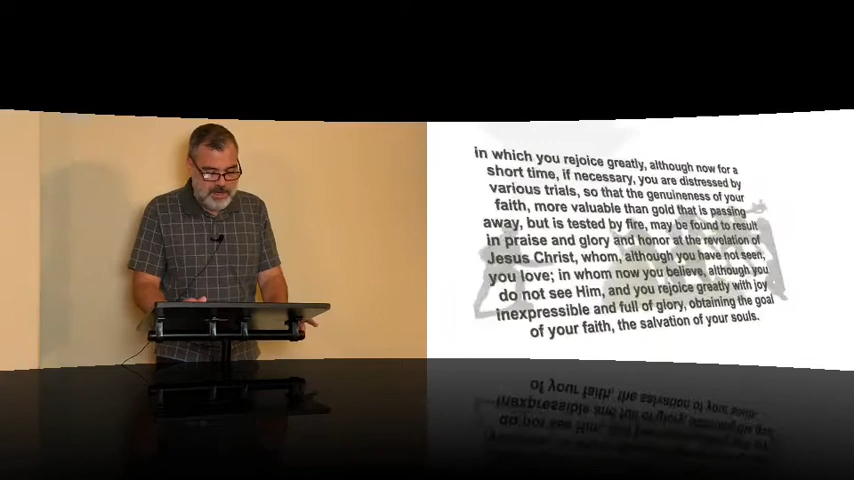 in which you rejoice greatly, although now for a
short time, if necessary, you are distressed by
various trials, so that the genuineness of your
faith, more valuable than gold that is passing
away, but is tested by fire, may be found to result
in praise and glory and honor at the revelation of
Jesus Christ, whom, although you have not seen,
you love; in whom now you believe, although you
do not see Him, and you rejoice greatly with joy
inexpressible and full of glory, obtaining the goal
of your faith, the salvation of your souls.